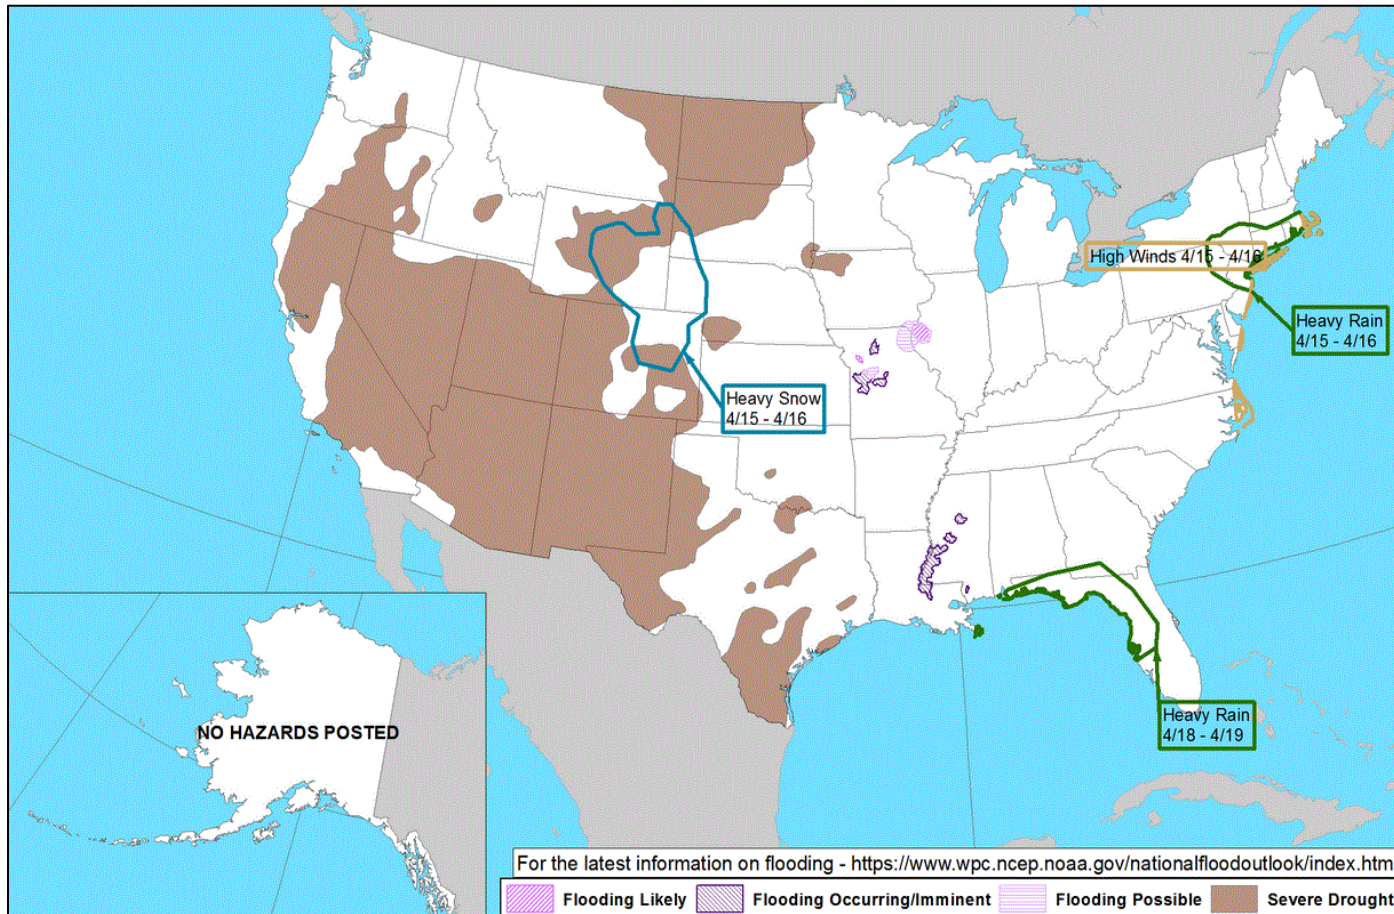 High Winds 4/15 - 4/16
Heavy Rain
4/15 - 4/16
Heavy Snow
4/15 - 4/16
Heavy Rain
4/18 - 4/19
NO HAZARDS POSTED
For the latest information on flooding - https://www.wpc.ncep.noaa.gov/nationalfloodoutlook/index.htm
Flooding Likely
Flooding Occurring/Imminent
Flooding Possible
Severe Drought